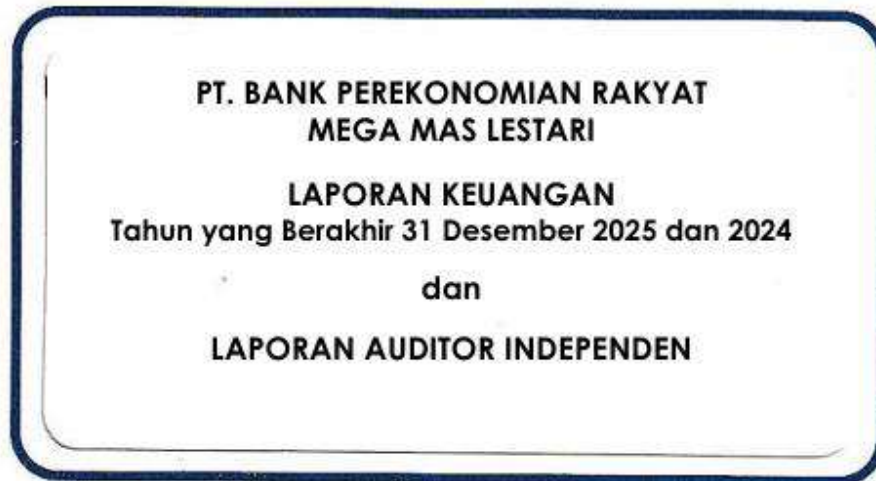 PT. BANK PEREKONOMIAN RAKYAT
MEGA MAS LESTARI
LAPORAN KEUANGAN
Tahun yang Berakhir 31 Desember 2025 dan 2024
dan
LAPORAN AUDITOR INDEPENDEN